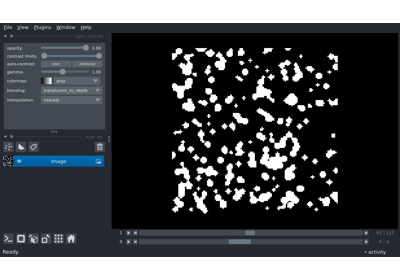 File View Plugins Window Help
opacity: 1.00
contrast limits:
auto-contrast: once continuous
gamma: 1.00
colormap: gray
blending: translucent_no_depth
interpolation: nearest
Image
1
0
Ready
activity